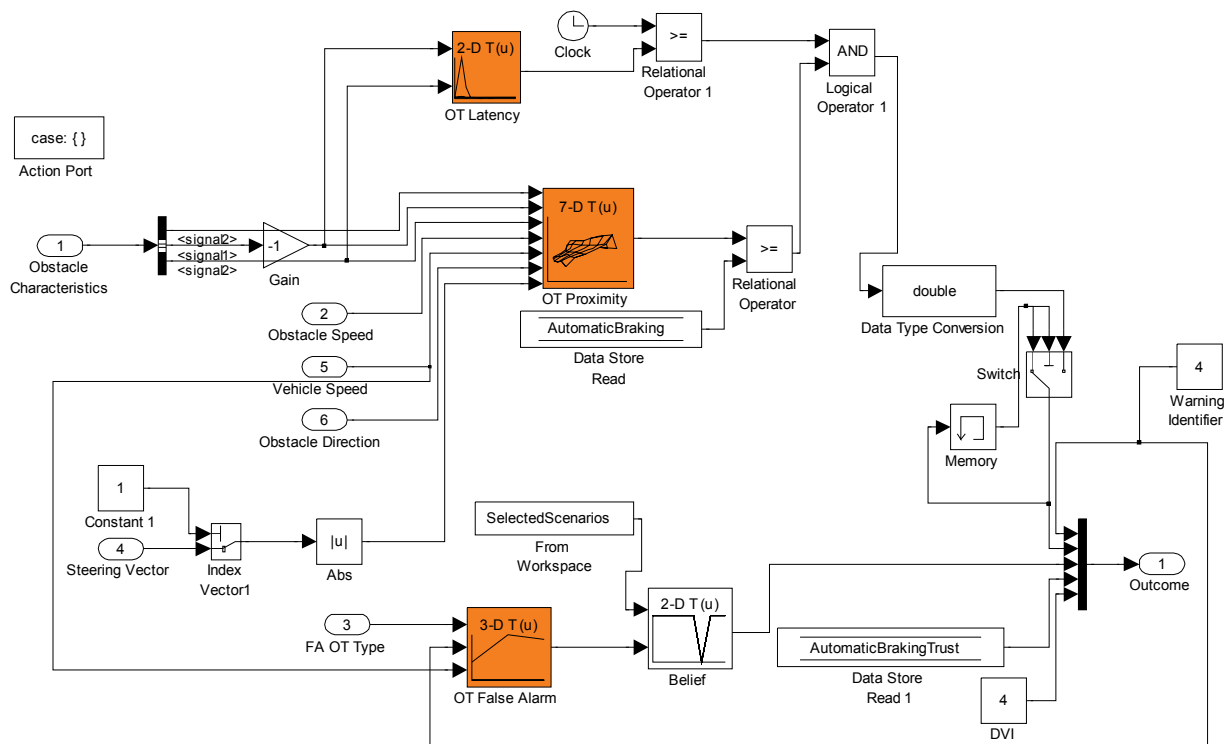 2-D T(u)
OT Latency
Clock
>=
Relational
Operator 1
AND
Logical
Operator 1
case: { }
Action Port
1
Obstacle
Characteristics
<signal2>
<signal1>
<signal2>
-1
Gain
7-D T(u)
OT Proximity
>=
Relational
Operator
2
Obstacle Speed
AutomaticBraking
Data Store
Read
double
Data Type Conversion
5
Vehicle Speed
6
Obstacle Direction
Switch
4
Warning
Identifier
Memory
1
Constant 1
4
Steering Vector
Index
Vector1
|u|
Abs
SelectedScenarios
From
Workspace
1
Outcome
3
FA OT Type
3-D T(u)
OT False Alarm
2-D T(u)
Belief
AutomaticBrakingTrust
Data Store
Read 1
4
DVI